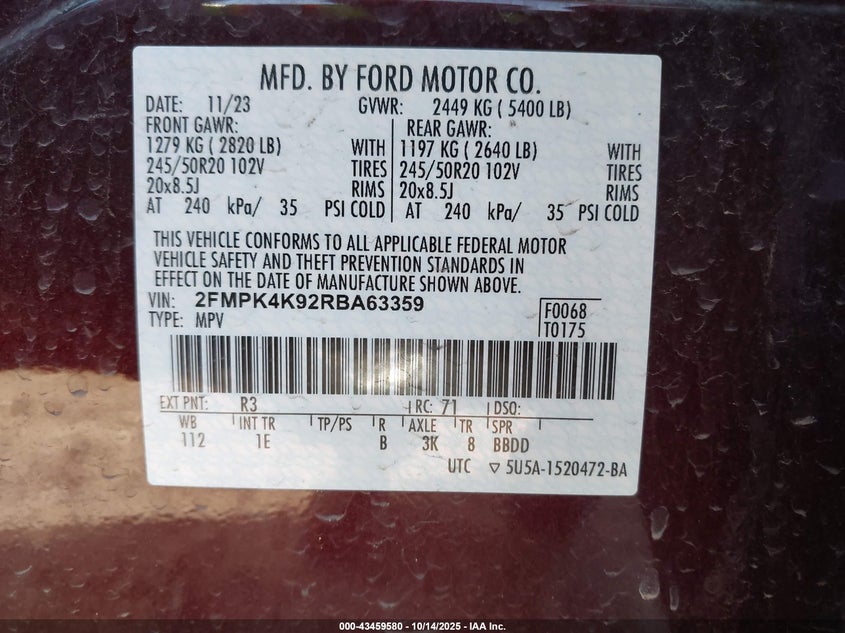 MFD. BY FORD MOTOR CO.
DATE: 11/23 GVWR: 2449 KG ( 5400 LB)
FRONT GAWR: REAR GAWR:
1279 KG ( 2820 LB) WITH 1197 KG ( 2640 LB) WITH
245/50R20 102V TIRES 245/50R20 102V TIRES
20x8.5J RIMS 20x8.5J RIMS
AT 240 kPa/ 35 PSI COLD AT 240 kPa/ 35 PSI COLD
THIS VEHICLE CONFORMS TO ALL APPLICABLE FEDERAL MOTOR
VEHICLE SAFETY AND THEFT PREVENTION STANDARDS IN
EFFECT ON THE DATE OF MANUFACTURE SHOWN ABOVE.
VIN: 2FMPK4K92RBA63359 F0068
TYPE: MPV T0175
EXT PNT: R3 RC: 71 DSO:
WB INT TR TP/PS R AXLE TR SPR
112 1E B 3K 8 BBDD
UTC ▽ 5U5A-1520472-BA
000-43459580 - 10/14/2025 - IAA Inc.